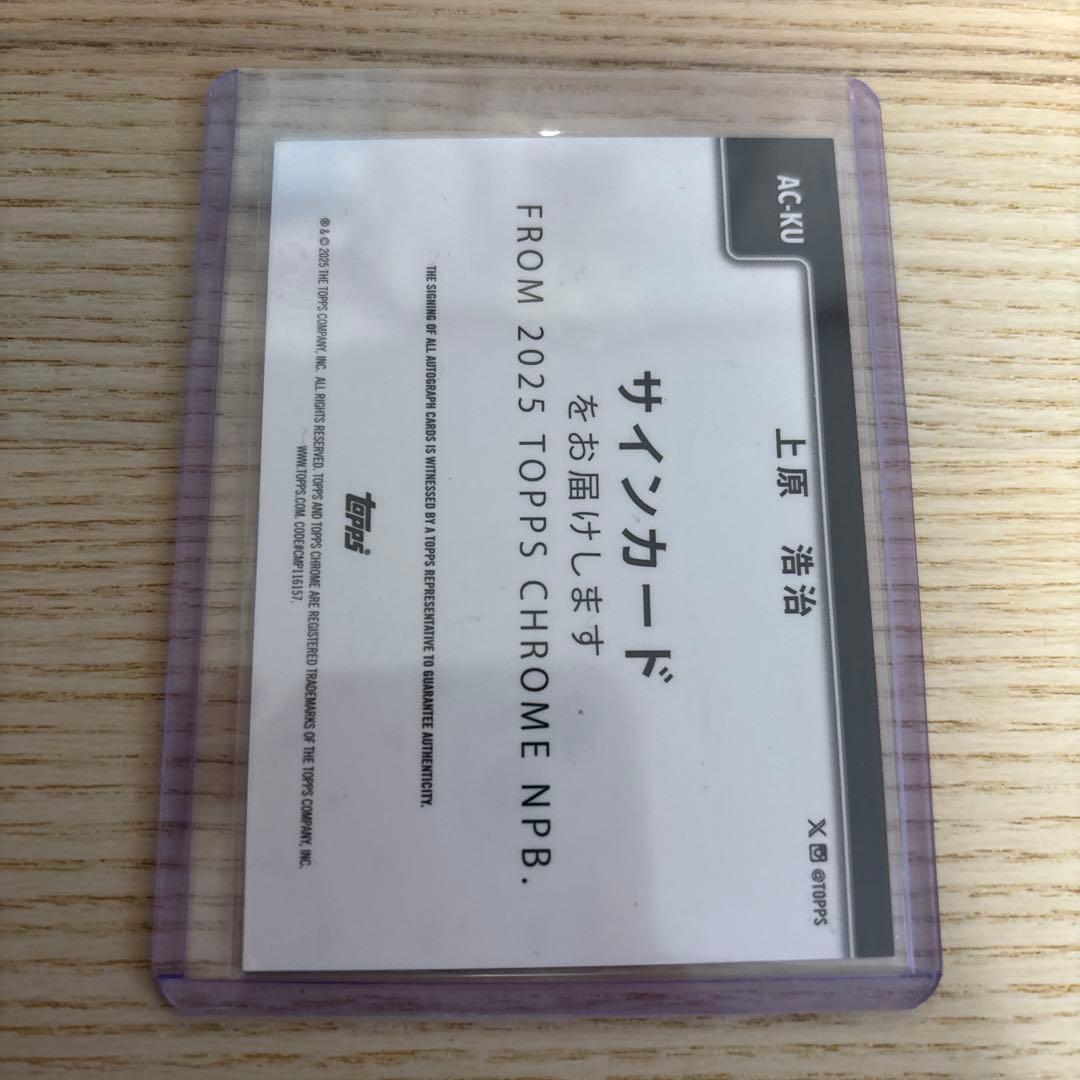 AC-KU
上原 浩治
@TOPPS
サインカード
をお届けします
FROM 2025 TOPPS CHROME NPB.
THE SIGNING OF ALL AUTOGRAPH CARDS IS WITNESSED BY A TOPPS REPRESENTATIVE TO GUARANTEE AUTHENTICITY.
topps
® & © 2025 THE TOPPS COMPANY, INC. ALL RIGHTS RESERVED. TOPPS AND TOPPS CHROME ARE REGISTERED TRADEMARKS OF THE TOPPS COMPANY, INC.
WWW.TOPPS.COM. CODE#CMP116157.